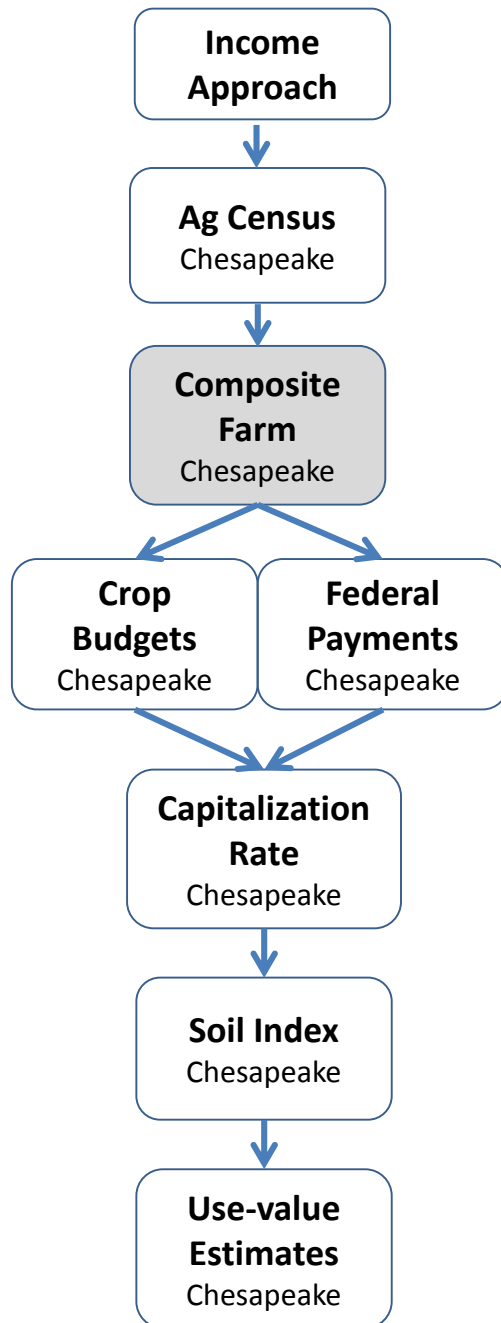 Income
Approach
Ag Census
Chesapeake
Composite
Farm
Chesapeake
Crop
Budgets
Chesapeake
Federal
Payments
Chesapeake
Capitalization
Rate
Chesapeake
Soil Index
Chesapeake
Use-value
Estimates
Chesapeake